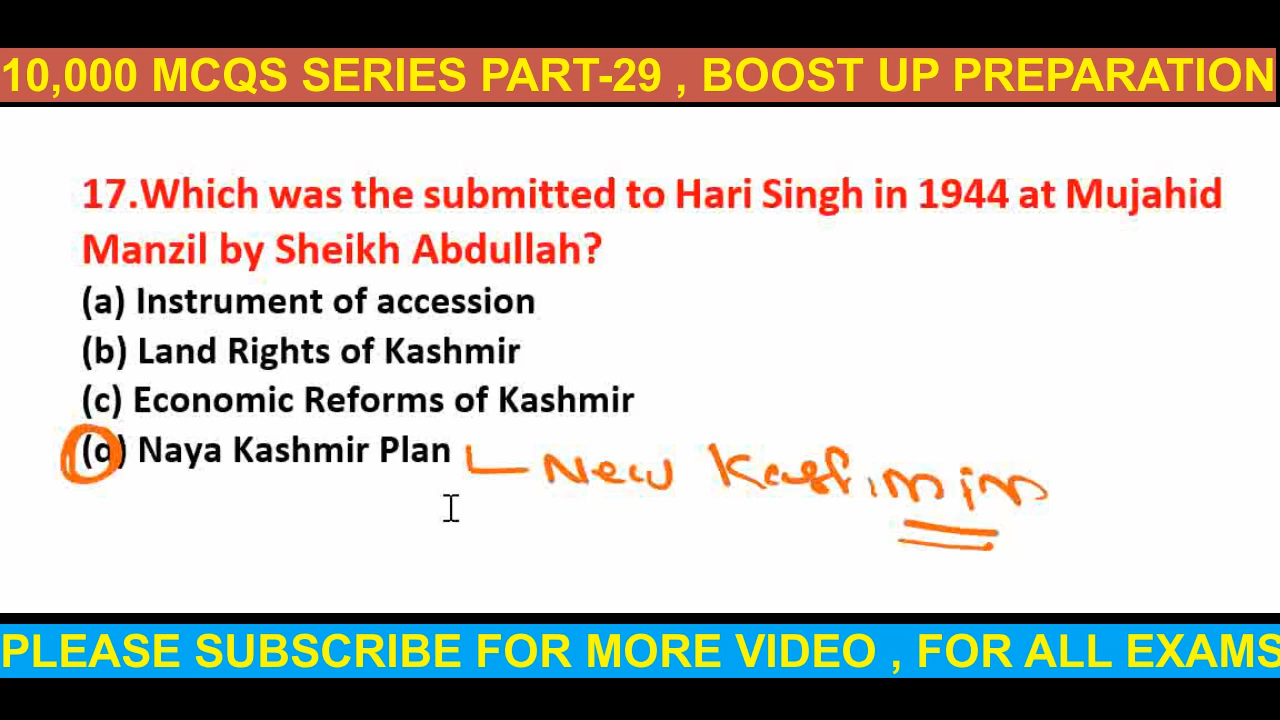 10,000 MCQS SERIES PART-29 , BOOST UP PREPARATION
17.Which was the submitted to Hari Singh in 1944 at Mujahid
Manzil by Sheikh Abdullah?
(a) Instrument of accession
(b) Land Rights of Kashmir
(c) Economic Reforms of Kashmir
(d) Naya Kashmir Plan New Kashmir
PLEASE SUBSCRIBE FOR MORE VIDEO , FOR ALL EXAMS